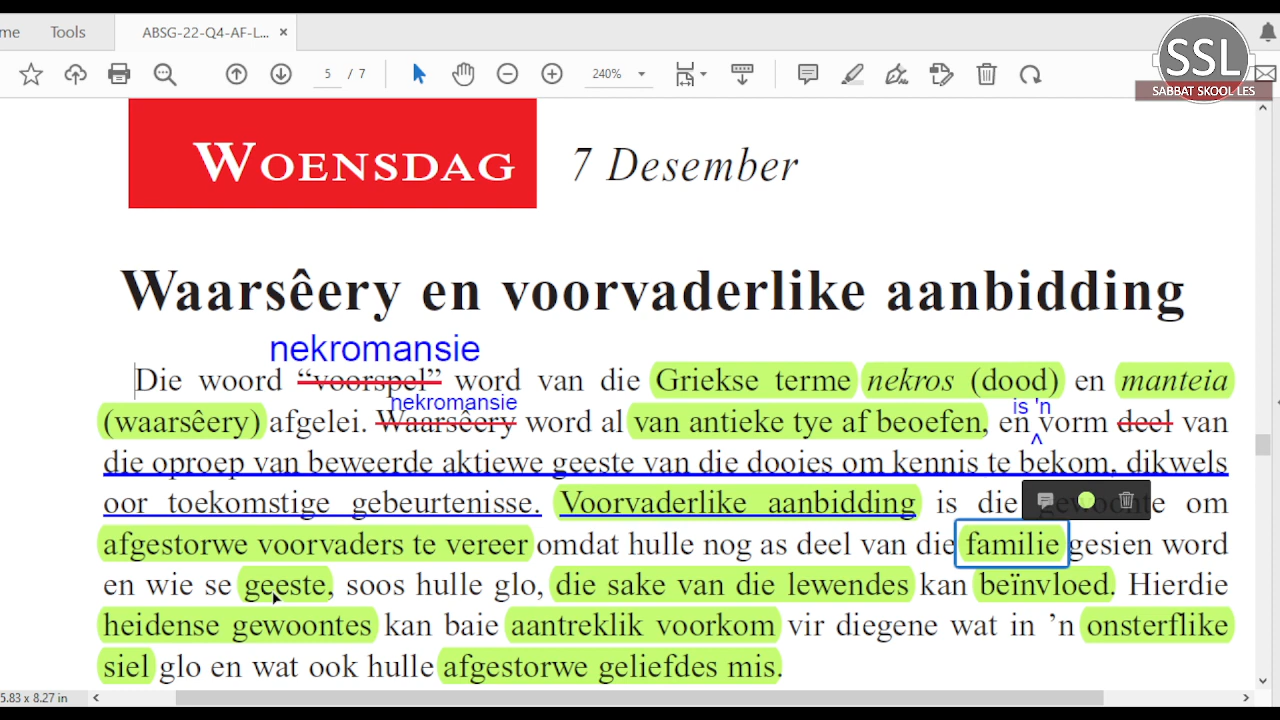 me Tools ABSG-22-Q4-AF-L... ×
SSL
SABBAT SKOOL LES
5 / 7 240%
WOENSDAG 7 Desember
Waarsêery en voorvaderlike aanbidding
nekromansie
Die woord “voorspel” word van die Griekse terme nekros (dood) en manteia
nekromansie is 'n
(waarsêery) afgelei. Waarsêery word al van antieke tye af beoefen, en vorm deel van
^
die oproep van beweerde aktiewe geeste van die dooies om kennis te bekom, dikwels
oor toekomstige gebeurtenisse. Voorvaderlike aanbidding is die gewoonte om
afgestorwe voorvaders te vereer omdat hulle nog as deel van die familie gesien word
en wie se geeste, soos hulle glo, die sake van die lewendes kan beïnvloed. Hierdie
heidense gewoontes kan baie aantreklik voorkom vir diegene wat in ’n onsterflike
siel glo en wat ook hulle afgestorwe geliefdes mis.
5.83 x 8.27 in